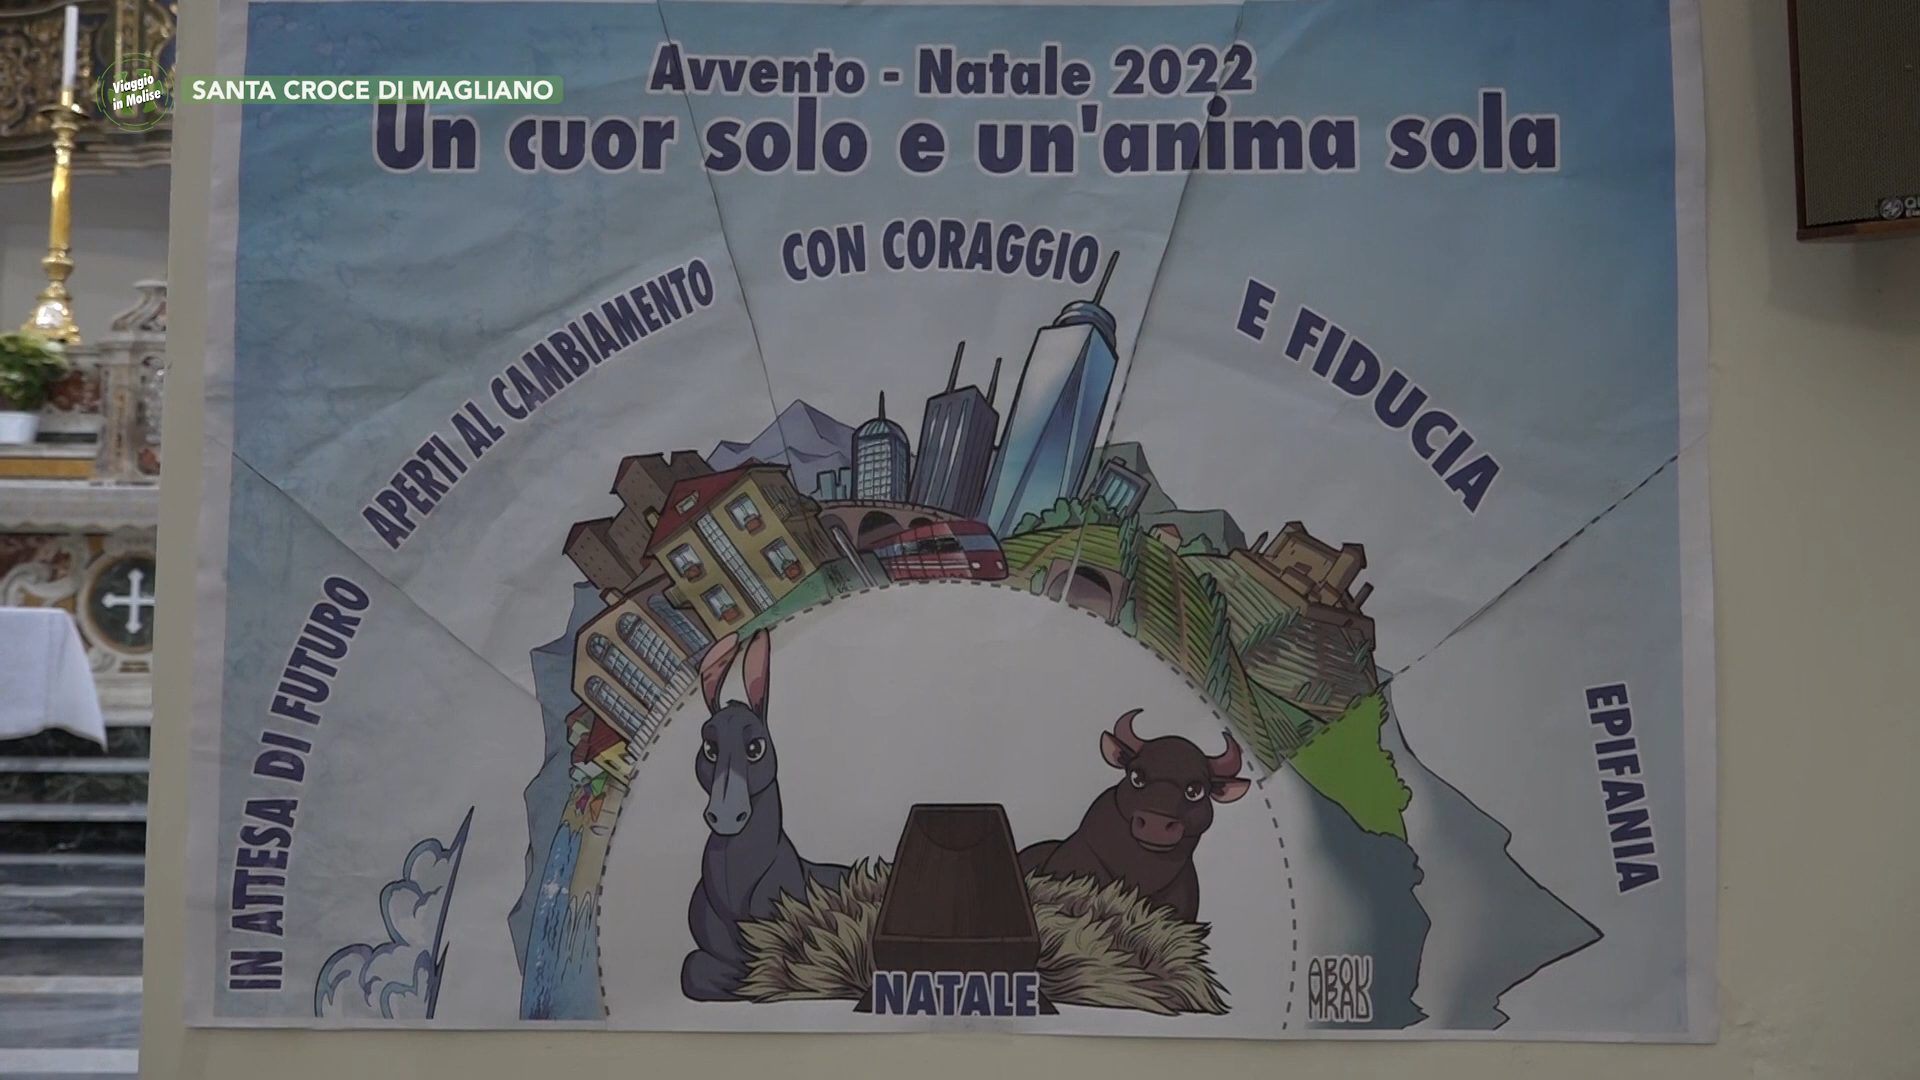 Viaggio
in Molise
SANTA CROCE DI MAGLIANO
Avvento - Natale 2022
Un cuor solo e un'anima sola
IN ATTESA DI FUTURO
APERTI AL CAMBIAMENTO
CON CORAGGIO
E FIDUCIA
EPIFANIA
NATALE
ABOU
MRAD